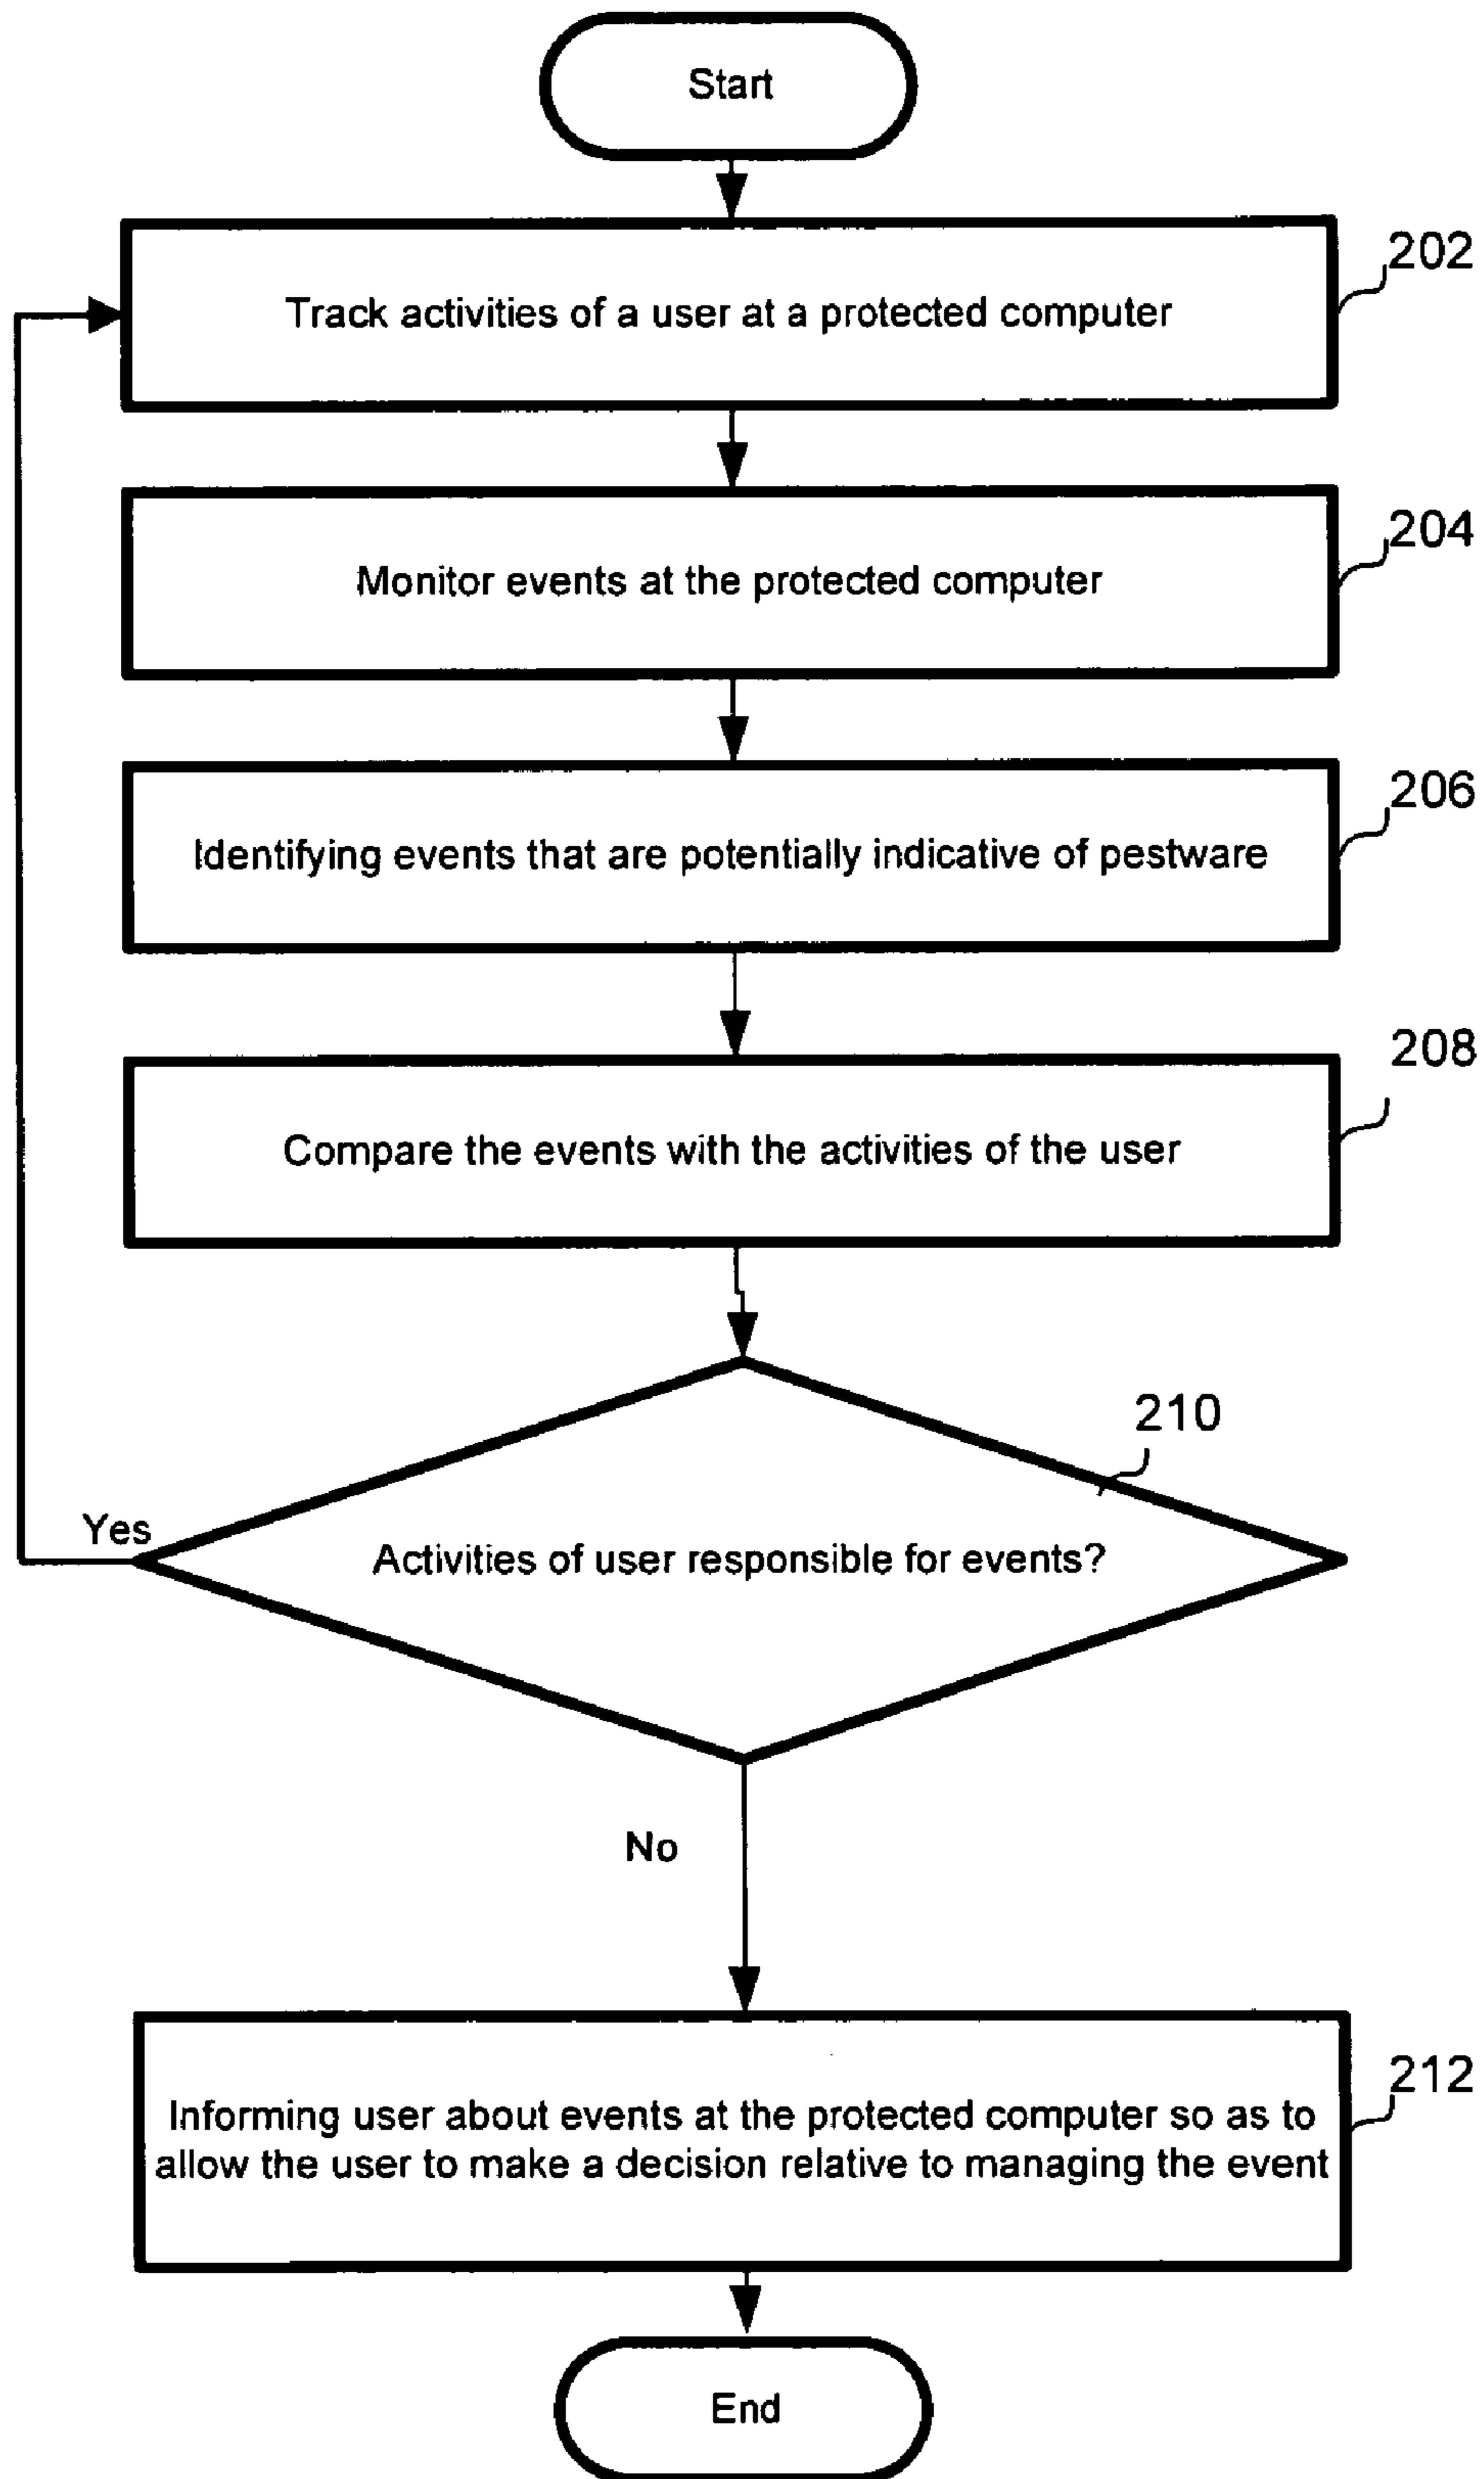 Start
202
Track activities of a user at a protected computer
204
Monitor events at the protected computer
206
Identifying events that are potentially indicative of pestware
208
Compare the events with the activities of the user
210
Yes
Activities of user responsible for events?
No
212
Informing user about events at the protected computer so as to
allow the user to make a decision relative to managing the event
End